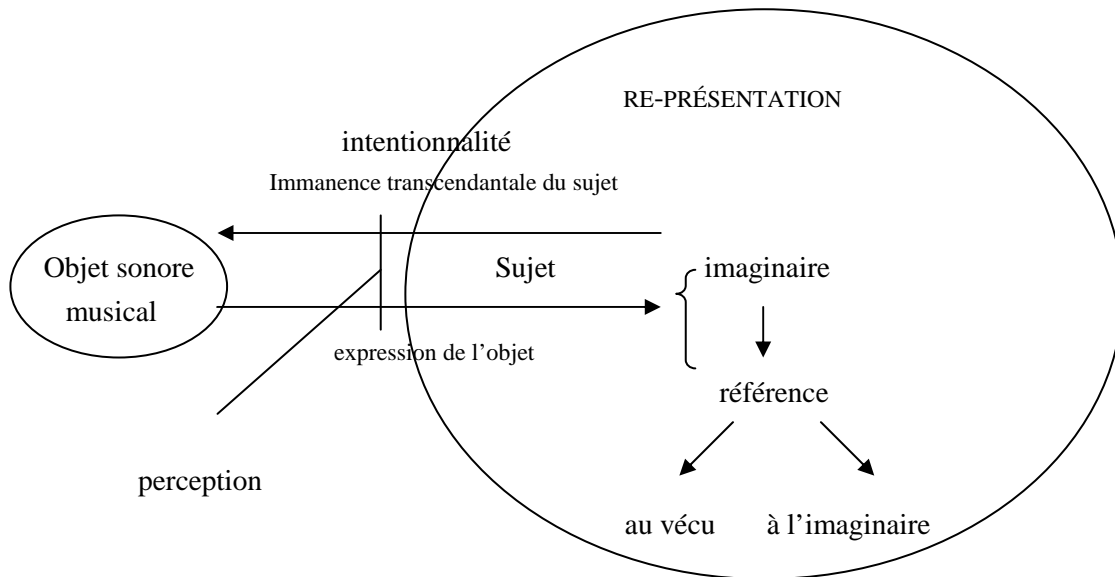 RE-PRÉSENTATION
intentionnalité
Immanence transcendantale du sujet
Objet sonore
musical
Sujet
imaginaire
expression de l’objet
référence
perception
au vécu
à l’imaginaire